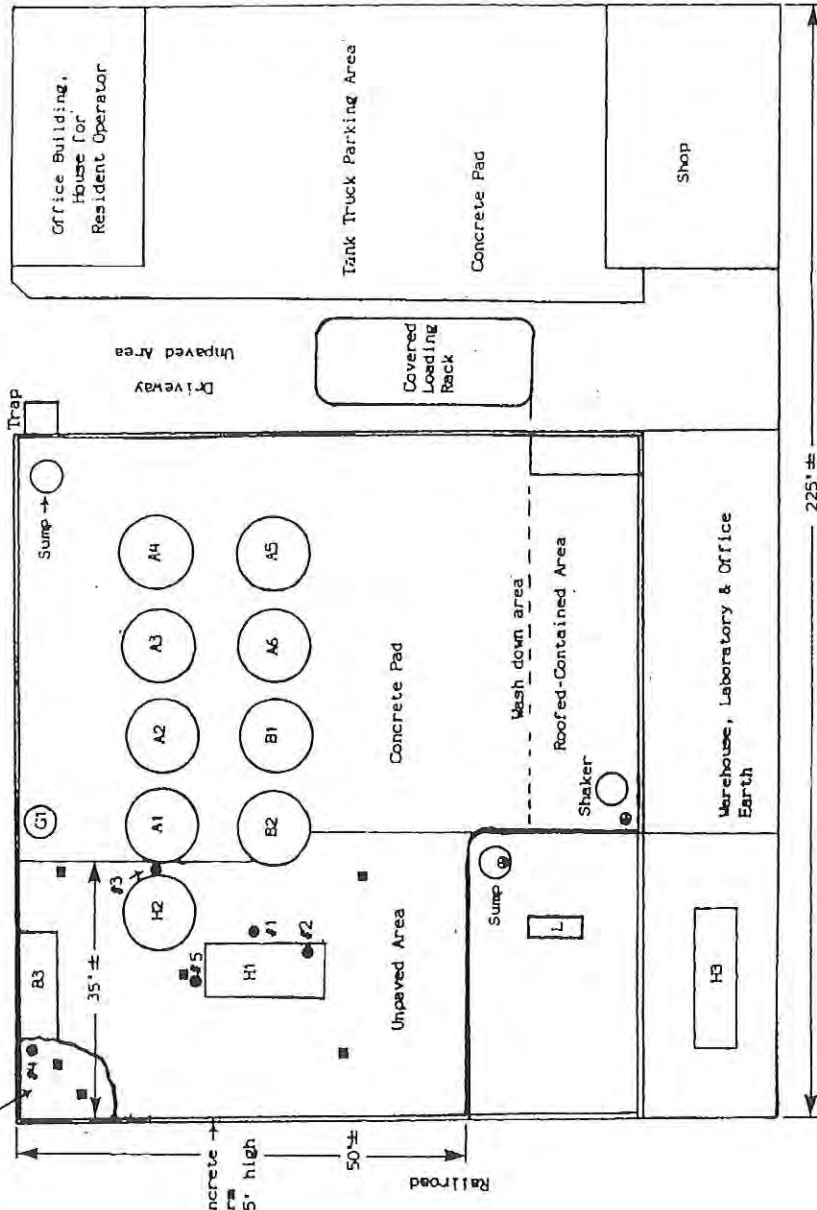 Office Building,
House for
Resident Operator
Tank Truck Parking Area
Concrete Pad
Shop
Driveway
Unpaved Area
Covered
Loading
Rack
Trap
Sump
A4
A5
A3
A6
A2
B1
A1
B2
G1
Concrete Pad
Wash down area
Roofed-Contained Area
Shaker
Warehouse, Laboratory & Office
Earth
225' ±
#3
H2
B3
35' ±
#1
#2
#5
H1
#4
Unpaved Area
Sump
L
H3
50' ±
ncrete
5' high
Railroad